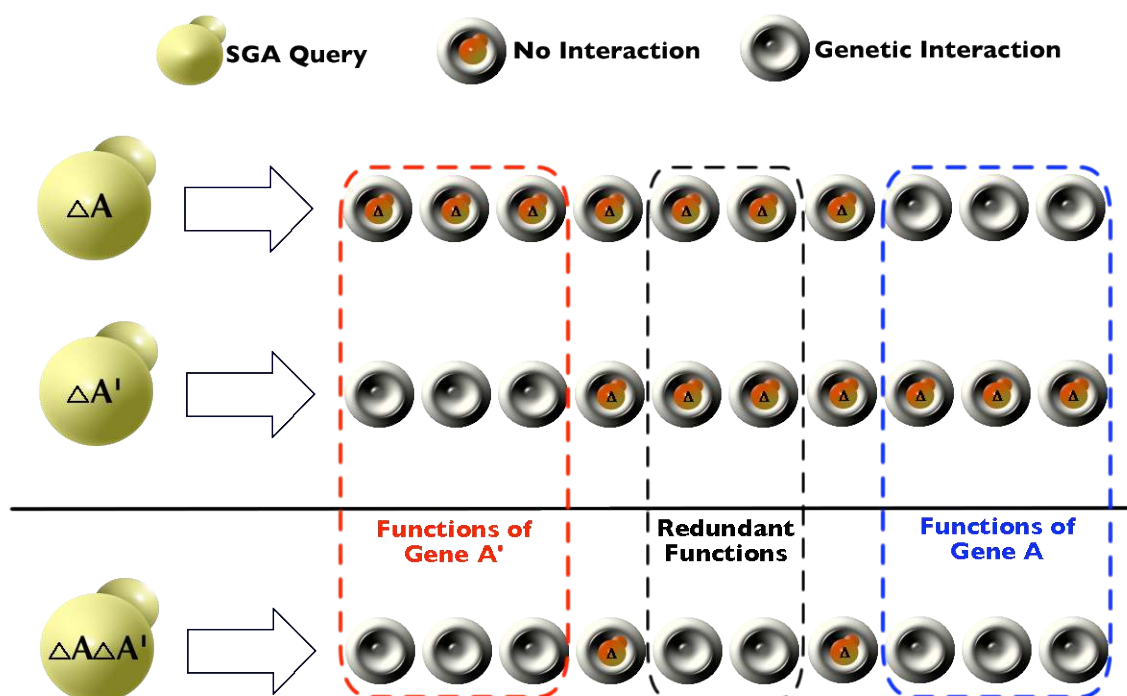 SGA Query
No Interaction
Genetic Interaction
△A
Δ Δ Δ Δ Δ Δ Δ
△A'
Δ Δ Δ Δ Δ Δ Δ
Functions of
Gene A'
Redundant
Functions
Functions of
Gene A
△A△A'
Δ Δ